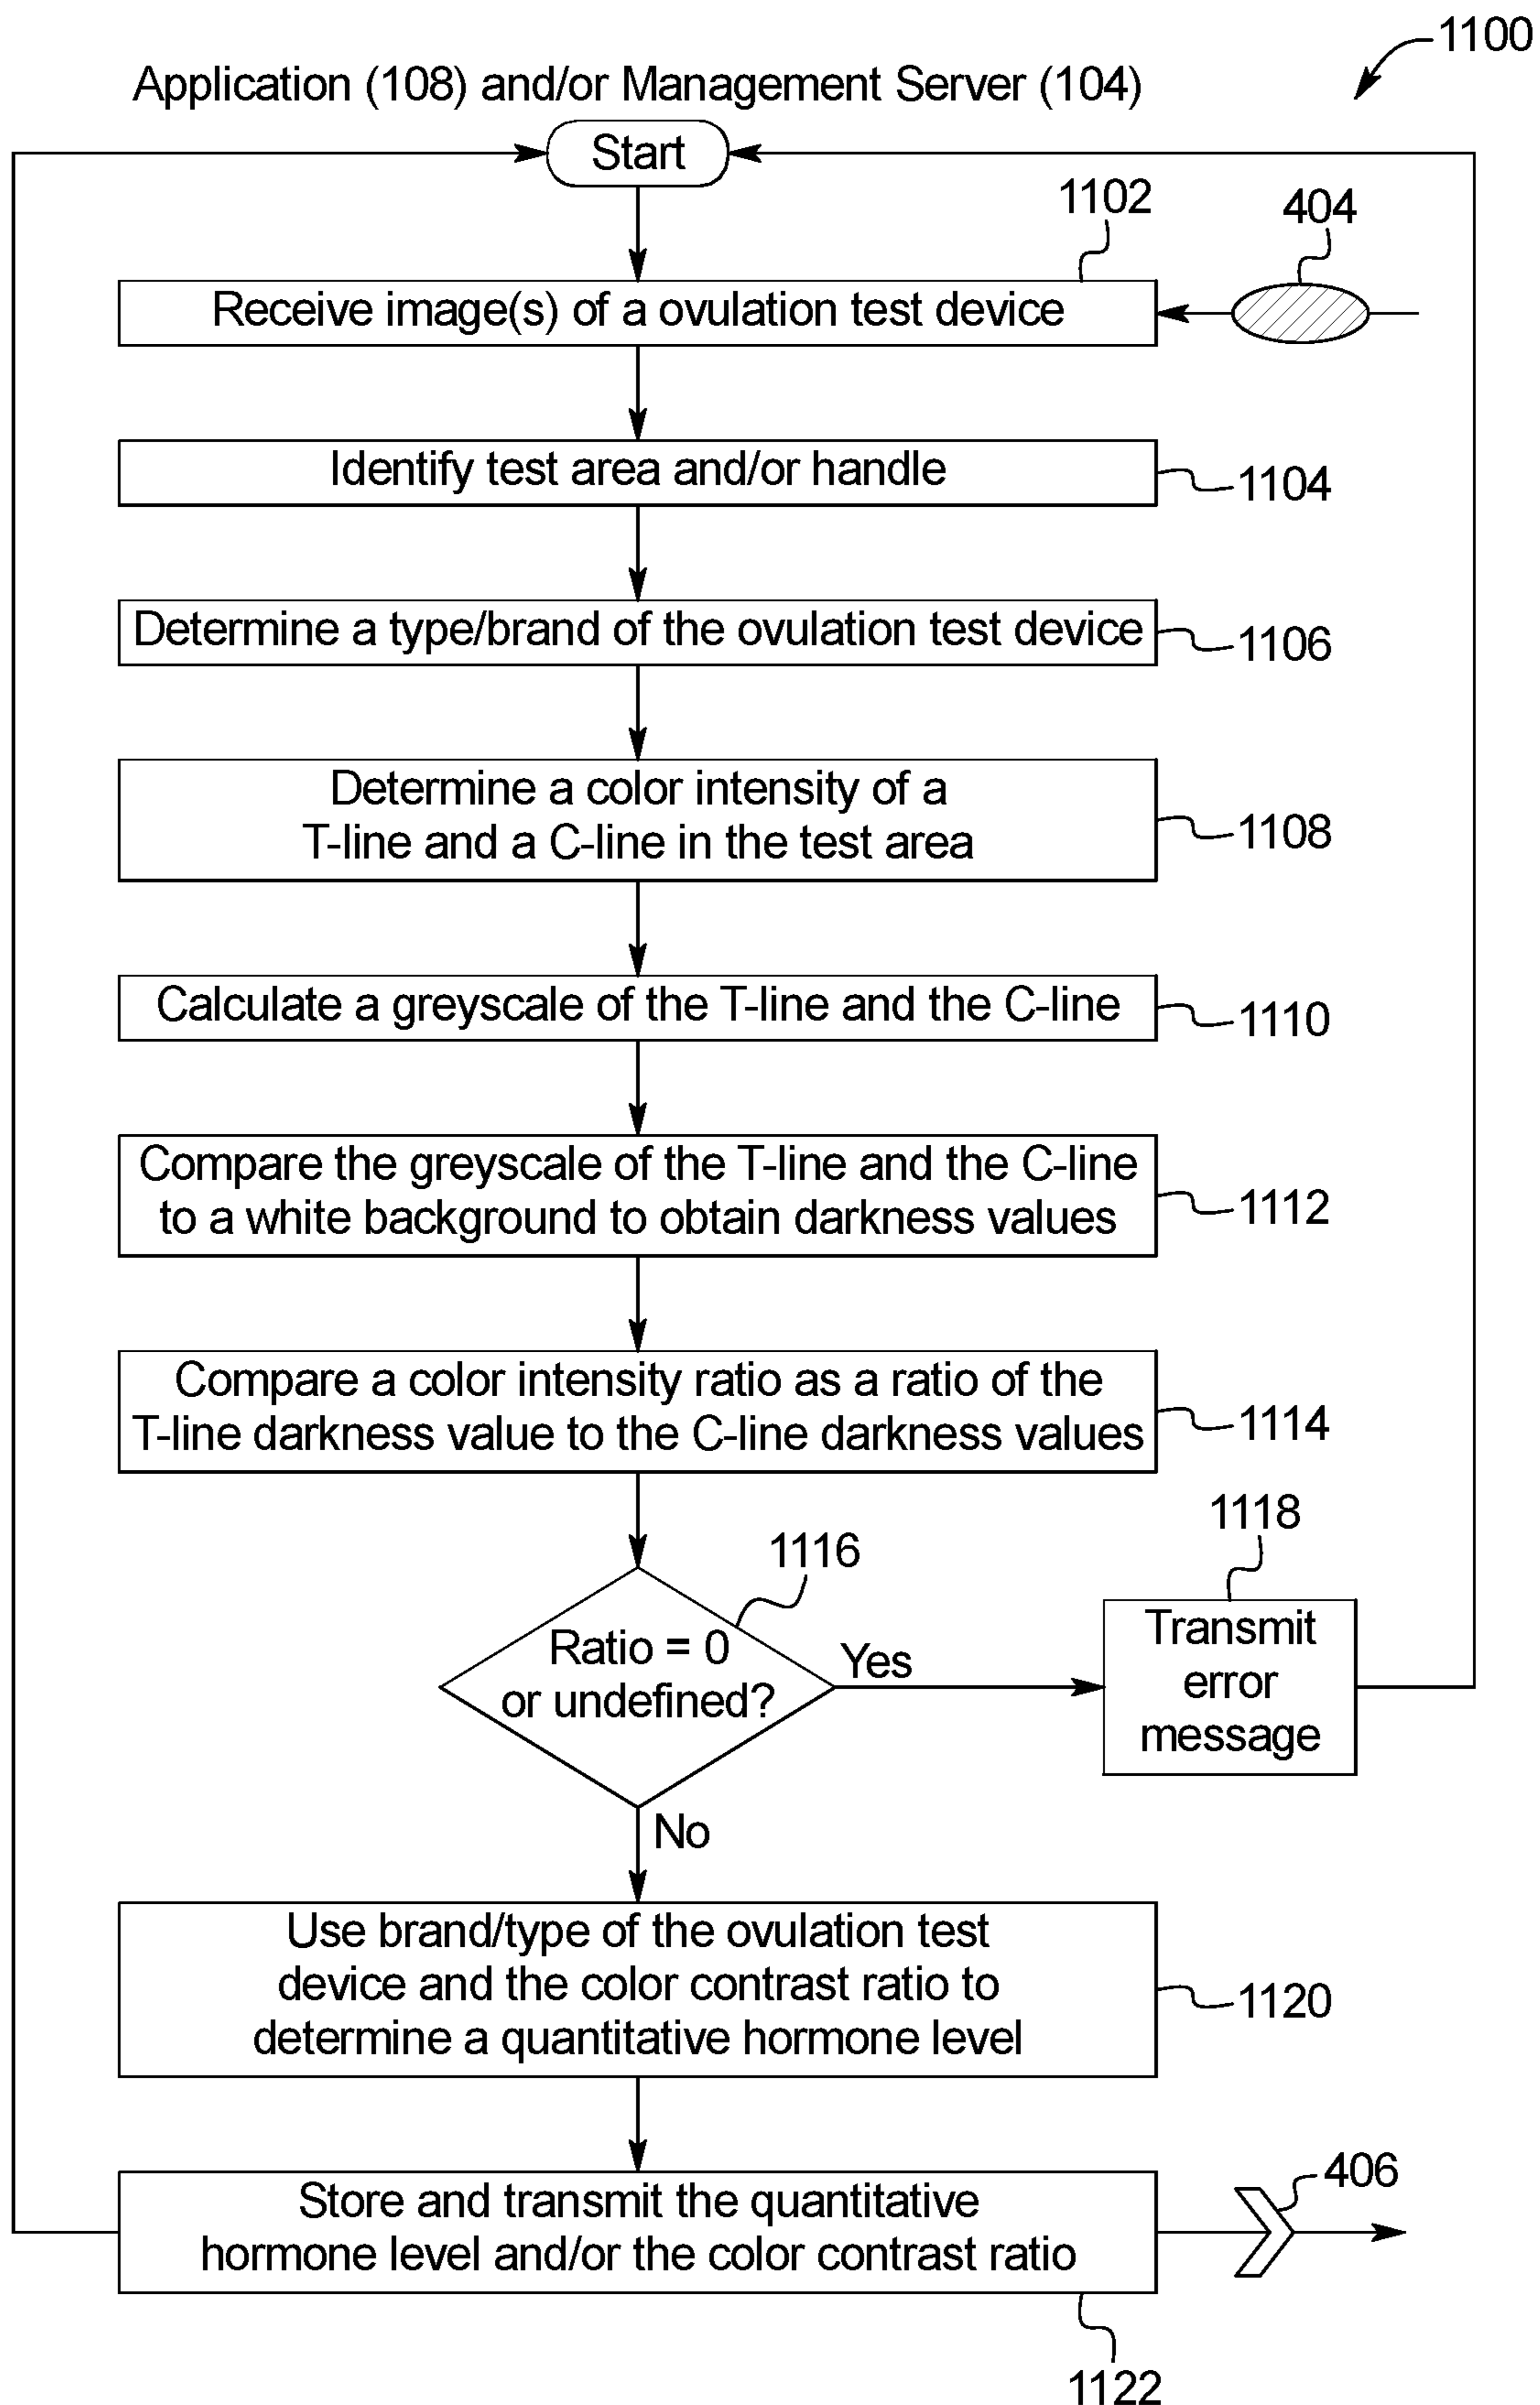 1100
Application (108) and/or Management Server (104)
Start
1102
404
Receive image(s) of a ovulation test device
Identify test area and/or handle
1104
Determine a type/brand of the ovulation test device
1106
Determine a color intensity of a
T-line and a C-line in the test area
1108
Calculate a greyscale of the T-line and the C-line
1110
Compare the greyscale of the T-line and the C-line
to a white background to obtain darkness values
1112
Compare a color intensity ratio as a ratio of the
T-line darkness value to the C-line darkness values
1114
1116
Ratio = 0
or undefined?
Yes
1118
Transmit
error
message
No
Use brand/type of the ovulation test
device and the color contrast ratio to
determine a quantitative hormone level
1120
Store and transmit the quantitative
hormone level and/or the color contrast ratio
406
1122